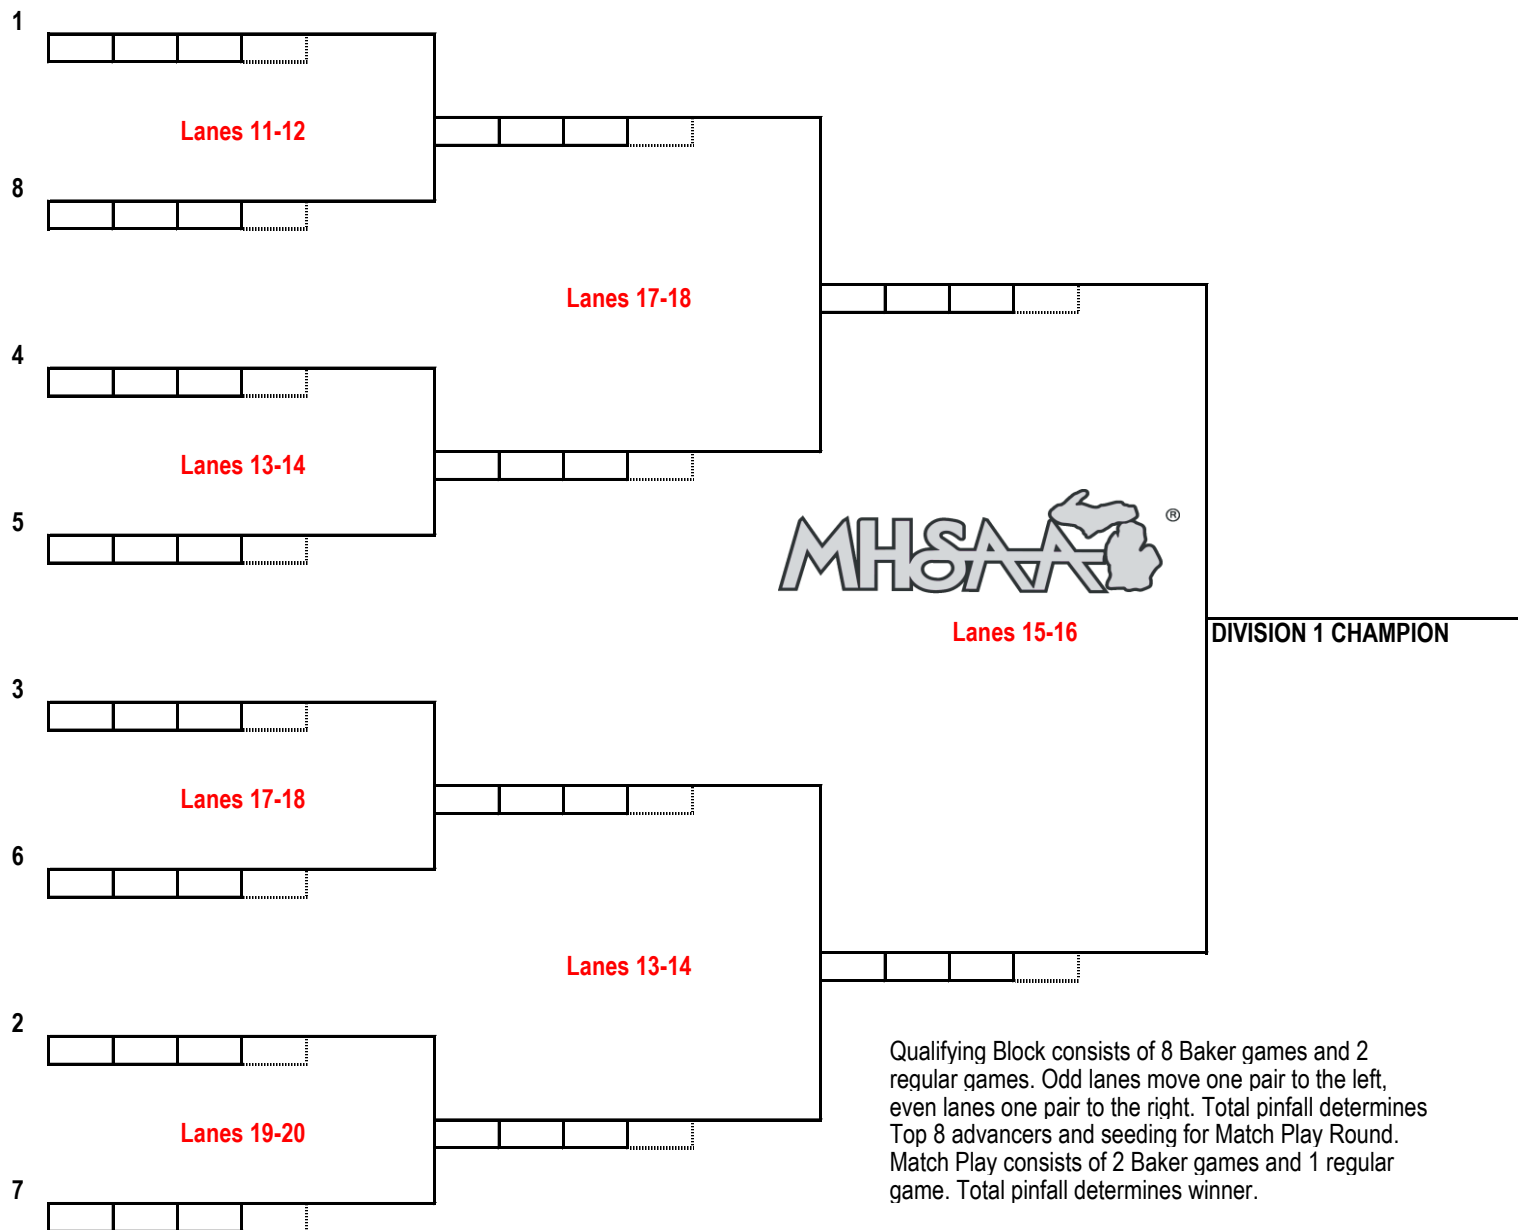 1
Lanes 11-12
8
Lanes 17-18
4
Lanes 13-14
5
MHSAA®
Lanes 15-16
DIVISION 1 CHAMPION
3
Lanes 17-18
6
Lanes 13-14
2
Lanes 19-20
7
Qualifying Block consists of 8 Baker games and 2
regular games. Odd lanes move one pair to the left,
even lanes one pair to the right. Total pinfall determines
Top 8 advancers and seeding for Match Play Round.
Match Play consists of 2 Baker games and 1 regular
game. Total pinfall determines winner.